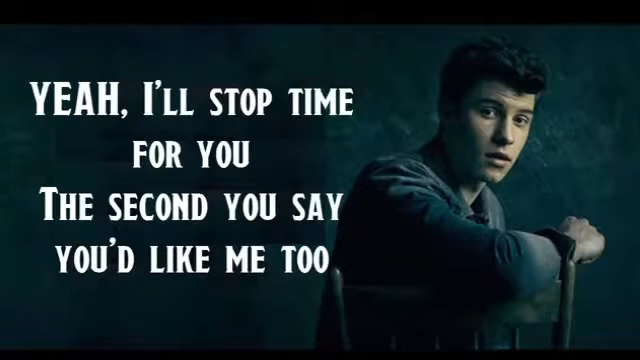 YEAH, I'LL STOP TIME
FOR YOU
THE SECOND YOU SAY
YOU'D LIKE ME TOO